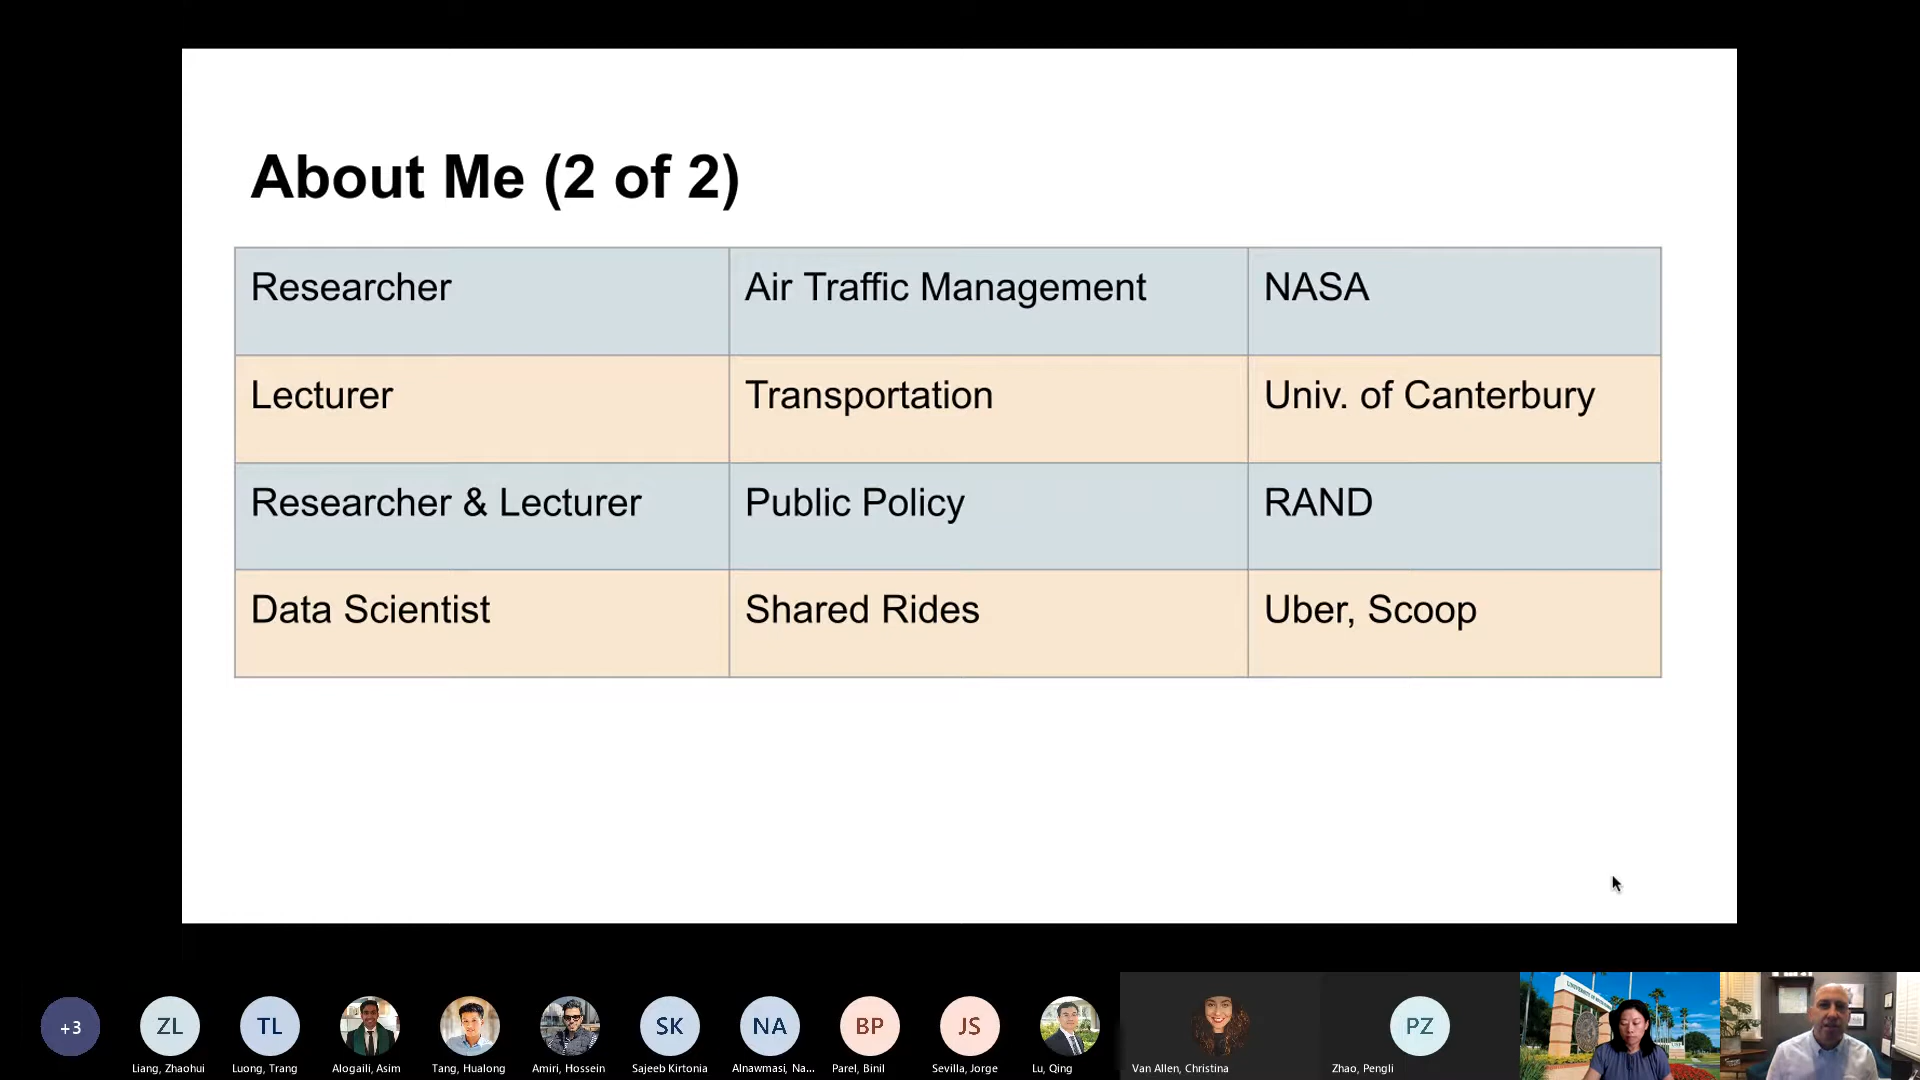 About Me (2 of 2)
Researcher Air Traffic Management NASA
Lecturer Transportation Univ. of Canterbury
Researcher & Lecturer Public Policy RAND
Data Scientist Shared Rides Uber, Scoop
+3 ZL TL SK NA BP JS PZ
Liang, Zhaohui Luong, Trang Alogaili, Asim Tang, Hualong Amiri, Hossein Sajeeb Kirtonia Alnawmasi, Na... Parel, Binil Sevilla, Jorge Lu, Qing Van Allen, Christina Zhao, Pengli